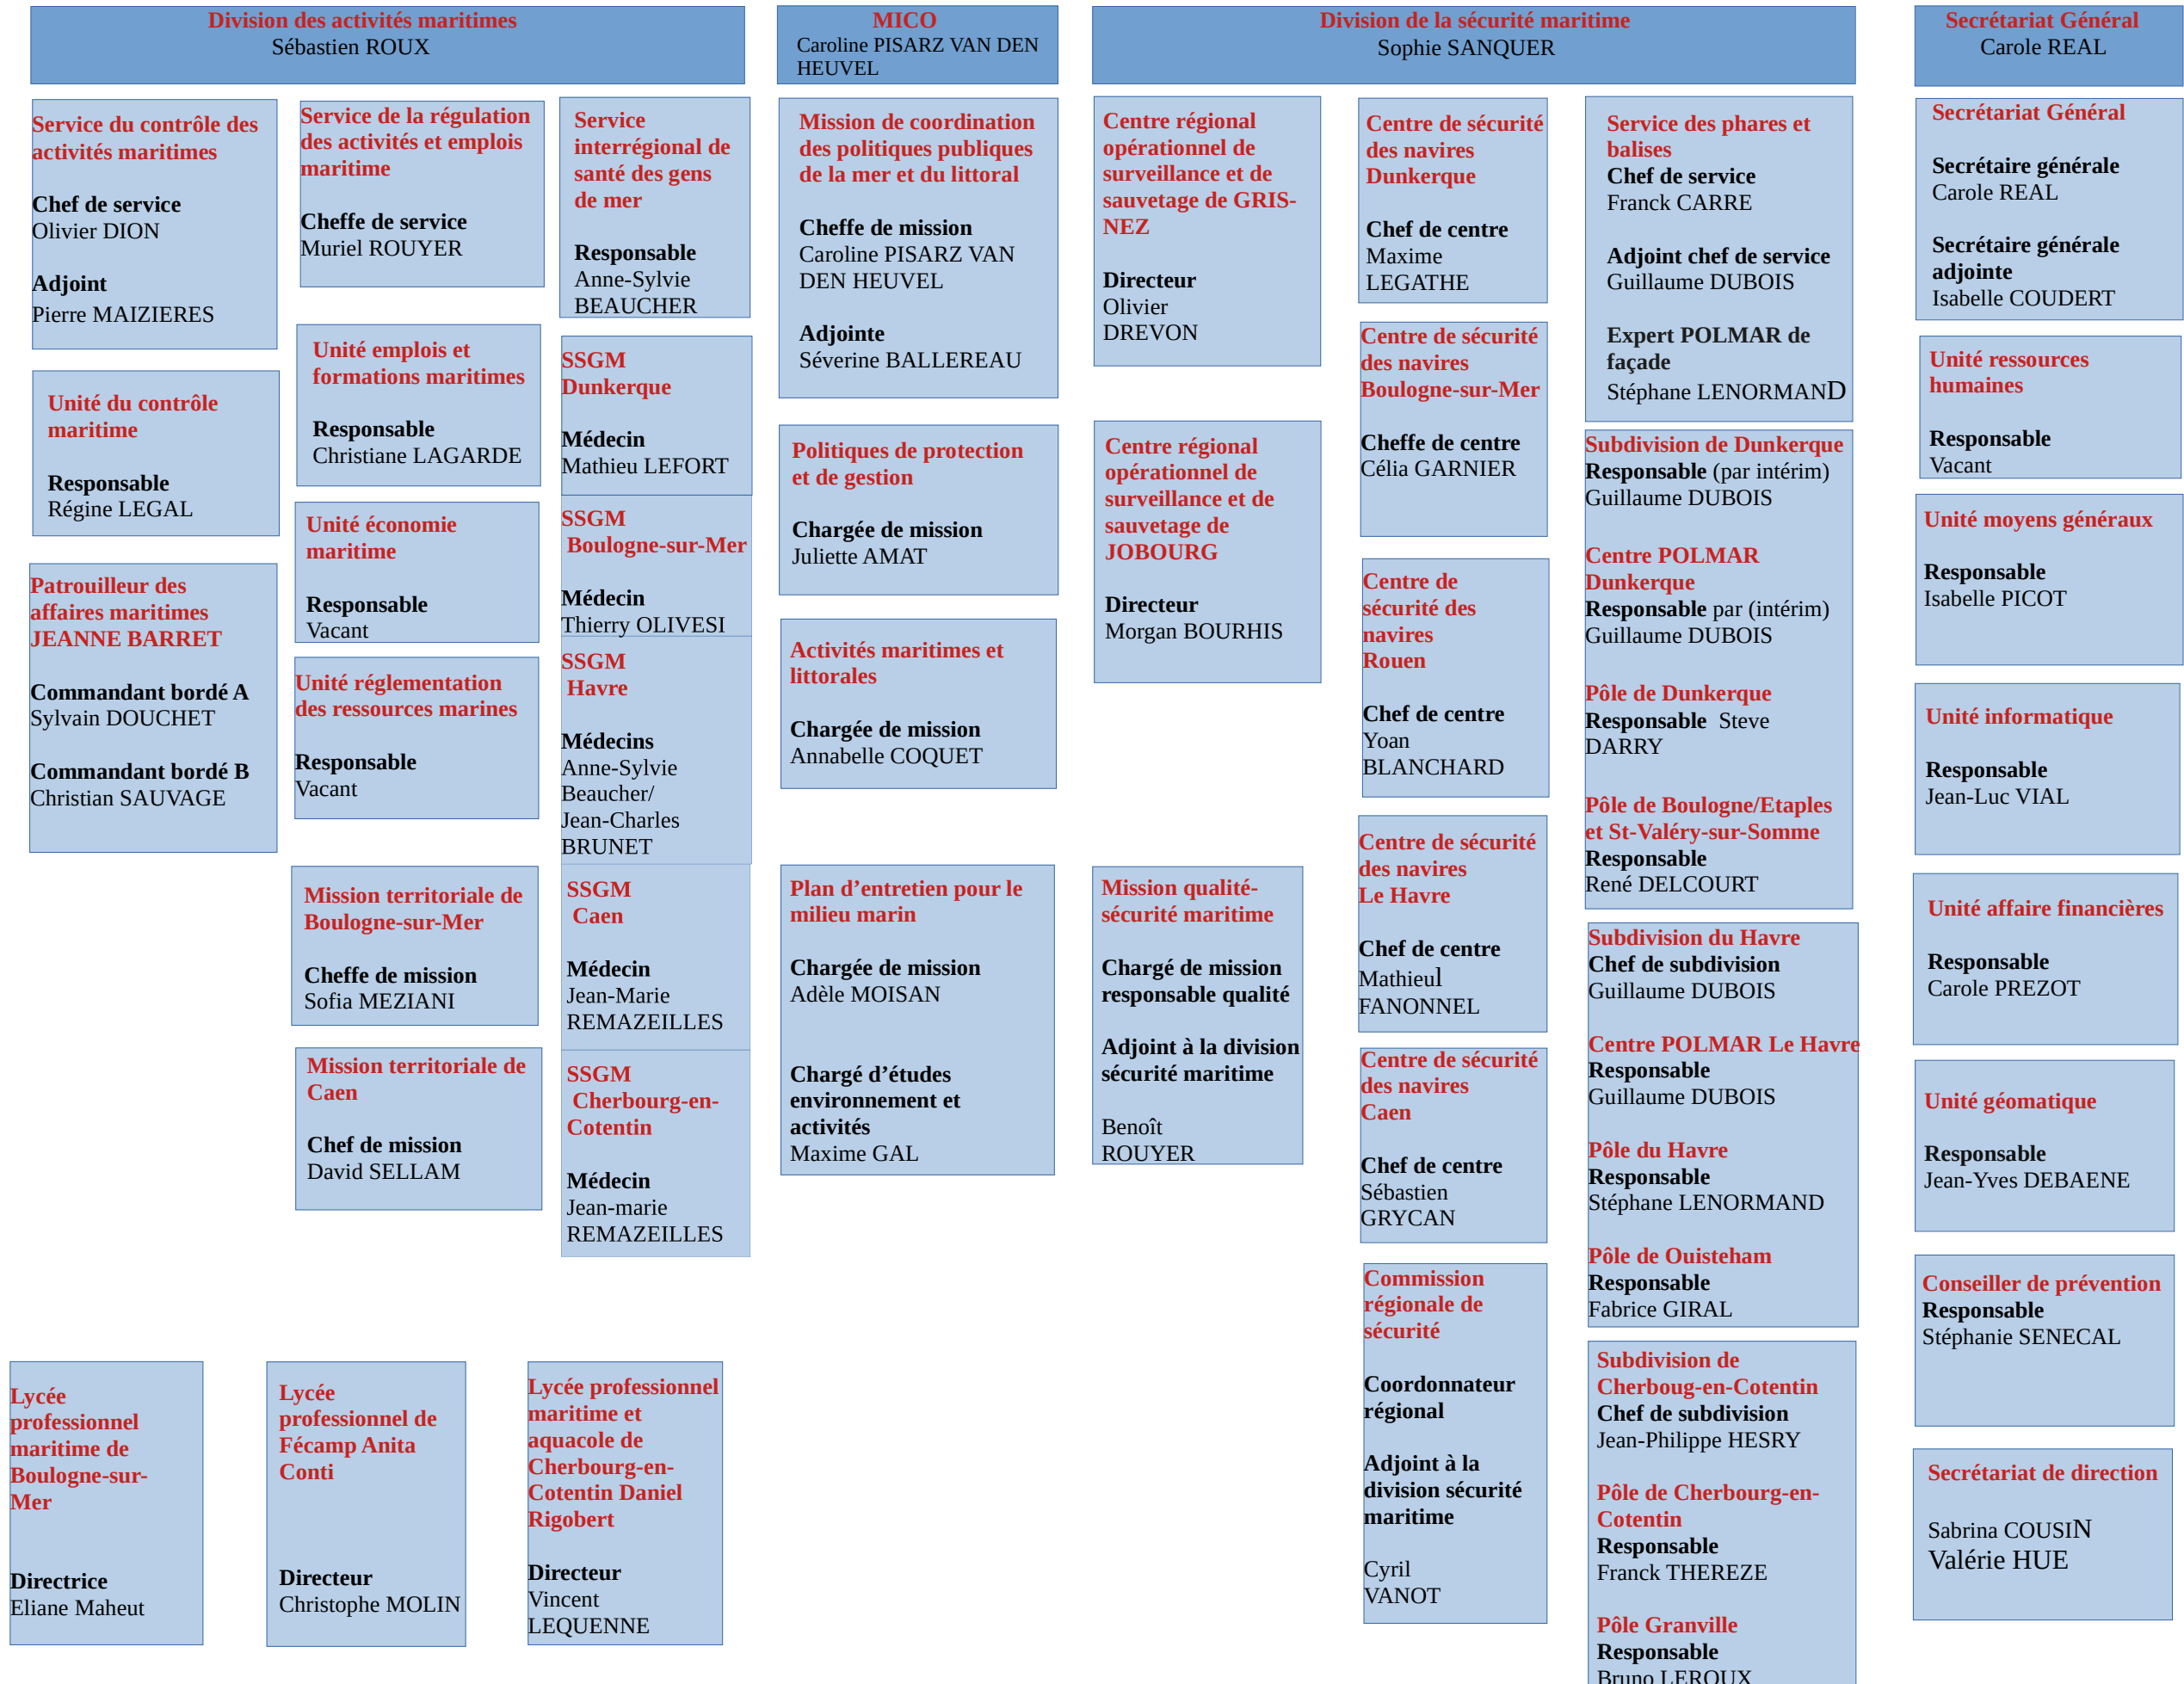 Division des activités maritimes
Sébastien ROUX
MICO
Caroline PISARZ VAN DEN
HEUVEL
Division de la sécurité maritime
Sophie SANQUER
Secrétariat Général
Carole REAL
Service du contrôle des
activités maritimes
Chef de service
Olivier DION
Adjoint
Pierre MAIZIERES
Unité du contrôle
maritime
Responsable
Régine LEGAL
Patrouilleur des
affaires maritimes
JEANNE BARRET
Commandant bordé A
Sylvain DOUCHET
Commandant bordé B
Christian SAUVAGE
Service de la régulation
des activités et emplois
maritime
Cheffe de service
Muriel ROUYER
Unité emplois et
formations maritimes
Responsable
Christiane LAGARDE
Unité économie
maritime
Responsable
Vacant
Unité réglementation
des ressources marines
Responsable
Vacant
Mission territoriale de
Boulogne-sur-Mer
Cheffe de mission
Sofia MEZIANI
Mission territoriale de
Caen
Chef de mission
David SELLAM
Service
interrégional de
santé des gens
de mer
Responsable
Anne-Sylvie
BEAUCHER
SSGM
Dunkerque
Médecin
Mathieu LEFORT
SSGM
Boulogne-sur-Mer
Médecin
Thierry OLIVESI
SSGM
Havre
Médecins
Anne-Sylvie
Beaucher/
Jean-Charles
BRUNET
SSGM
Caen
Médecin
Jean-Marie
REMAZEILLES
SSGM
Cherbourg-en-
Cotentin
Médecin
Jean-marie
REMAZEILLES
Mission de coordination
des politiques publiques
de la mer et du littoral
Cheffe de mission
Caroline PISARZ VAN
DEN HEUVEL
Adjointe
Séverine BALLEREAU
Politiques de protection
et de gestion
Chargée de mission
Juliette AMAT
Activités maritimes et
littorales
Chargée de mission
Annabelle COQUET
Plan d’entretien pour le
milieu marin
Chargée de mission
Adèle MOISAN
Chargé d’études
environnement et
activités
Maxime GAL
Centre régional
opérationnel de
surveillance et de
sauvetage de GRIS-
NEZ
Directeur
Olivier
DREVON
Centre régional
opérationnel de
surveillance et de
sauvetage de
JOBOURG
Directeur
Morgan BOURHIS
Mission qualité-
sécurité maritime
Chargé de mission
responsable qualité
Adjoint à la division
sécurité maritime
Benoît
ROUYER
Centre de sécurité
des navires
Dunkerque
Chef de centre
Maxime
LEGATHE
Centre de sécurité
des navires
Boulogne-sur-Mer
Cheffe de centre
Célia GARNIER
Centre de
sécurité des
navires
Rouen
Chef de centre
Yoan
BLANCHARD
Centre de sécurité
des navires
Le Havre
Chef de centre
Mathieul
FANONNEL
Centre de sécurité
des navires
Caen
Chef de centre
Sébastien
GRYCAN
Commission
régionale de
sécurité
Coordonnateur
régional
Adjoint à la
division sécurité
maritime
Cyril
VANOT
Service des phares et
balises
Chef de service
Franck CARRE
Adjoint chef de service
Guillaume DUBOIS
Expert POLMAR de
façade
Stéphane LENORMAND
Subdivision de Dunkerque
Responsable (par intérim)
Guillaume DUBOIS
Centre POLMAR
Dunkerque
Responsable par (intérim)
Guillaume DUBOIS
Pôle de Dunkerque
Responsable Steve
DARRY
Pôle de Boulogne/Etaples
et St-Valéry-sur-Somme
Responsable
René DELCOURT
Subdivision du Havre
Chef de subdivision
Guillaume DUBOIS
Centre POLMAR Le Havre
Responsable
Guillaume DUBOIS
Pôle du Havre
Responsable
Stéphane LENORMAND
Pôle de Ouisteham
Responsable
Fabrice GIRAL
Subdivision de
Cherboug-en-Cotentin
Chef de subdivision
Jean-Philippe HESRY
Pôle de Cherbourg-en-
Cotentin
Responsable
Franck THEREZE
Pôle Granville
Responsable
Bruno LEROUX
Secrétariat Général
Secrétaire générale
Carole REAL
Secrétaire générale
adjointe
Isabelle COUDERT
Unité ressources
humaines
Responsable
Vacant
Unité moyens généraux
Responsable
Isabelle PICOT
Unité informatique
Responsable
Jean-Luc VIAL
Unité affaire financières
Responsable
Carole PREZOT
Unité géomatique
Responsable
Jean-Yves DEBAENE
Conseiller de prévention
Responsable
Stéphanie SENECAL
Secrétariat de direction
Sabrina COUSIN
Valérie HUE
Lycée
professionnel
maritime de
Boulogne-sur-
Mer
Directrice
Eliane Maheut
Lycée
professionnel de
Fécamp Anita
Conti
Directeur
Christophe MOLIN
Lycée professionnel
maritime et
aquacole de
Cherbourg-en-
Cotentin Daniel
Rigobert
Directeur
Vincent
LEQUENNE